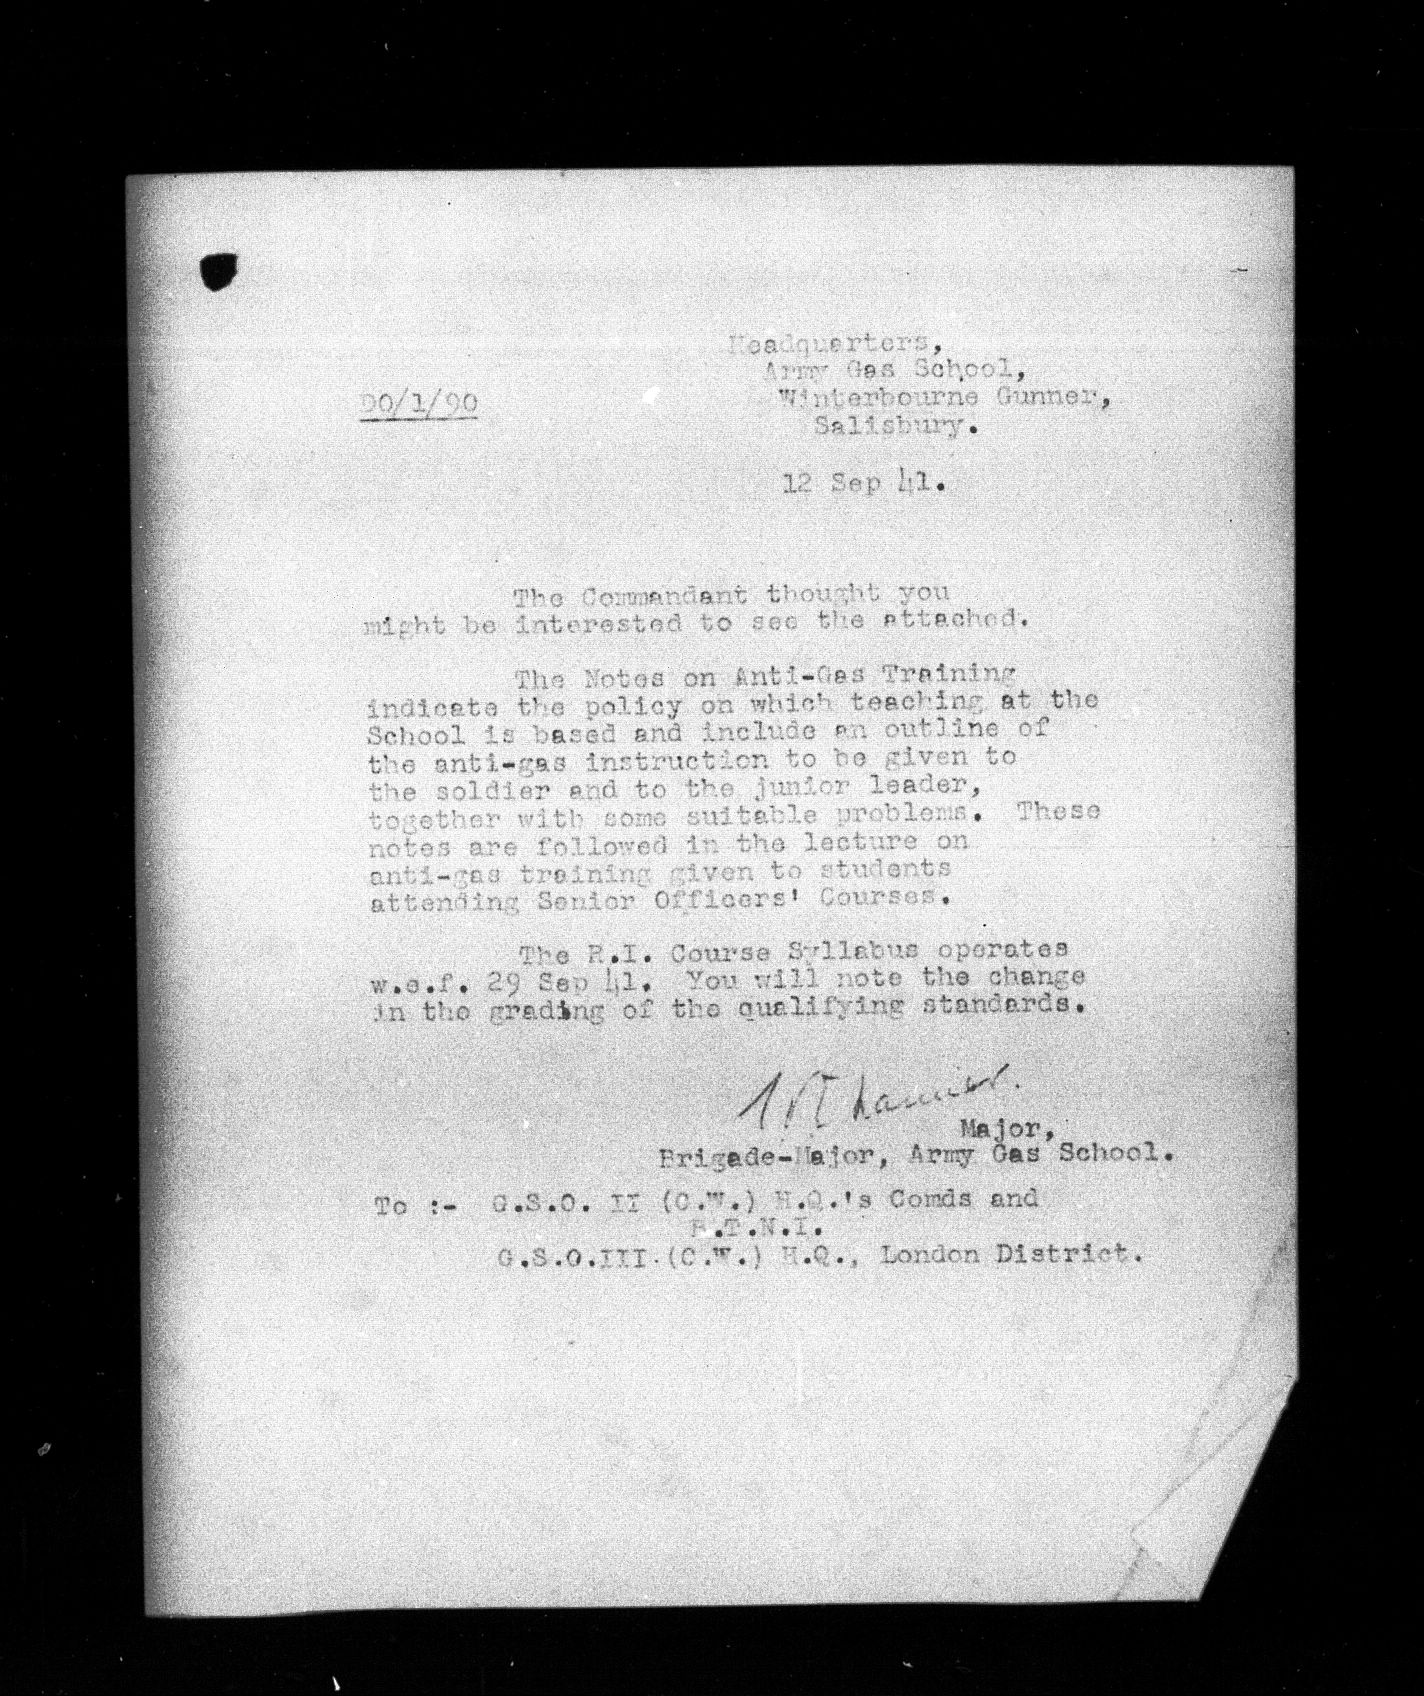 Headquarters,
Army Gas School,
Winterbourne Gunner,
DO/1/90
Salisbury.
12 Sep 41.
The Commandant thought you
might be interested to see the attached.
The Notes on Anti-Gas Training
indicate the policy on which teaching at the
School is based and include an outline of
the anti-gas instruction to be given to
the soldier and to the junior leader,
together with some suitable problems. These
notes are followed in the lecture on
anti-gas training given to students
attending Senior Officers' Courses.
The R.I. Course Syllabus operates
w.e.f. 29 Sep 41. You will note the change
in the grading of the qualifying standards.
Major,
Brigade-Major, Army Gas School.
To :- G.S.O. II (C.W.) H.Q.'s Comds and
B.T.N.I.
G.S.O.III.(C.W.) H.Q., London District.